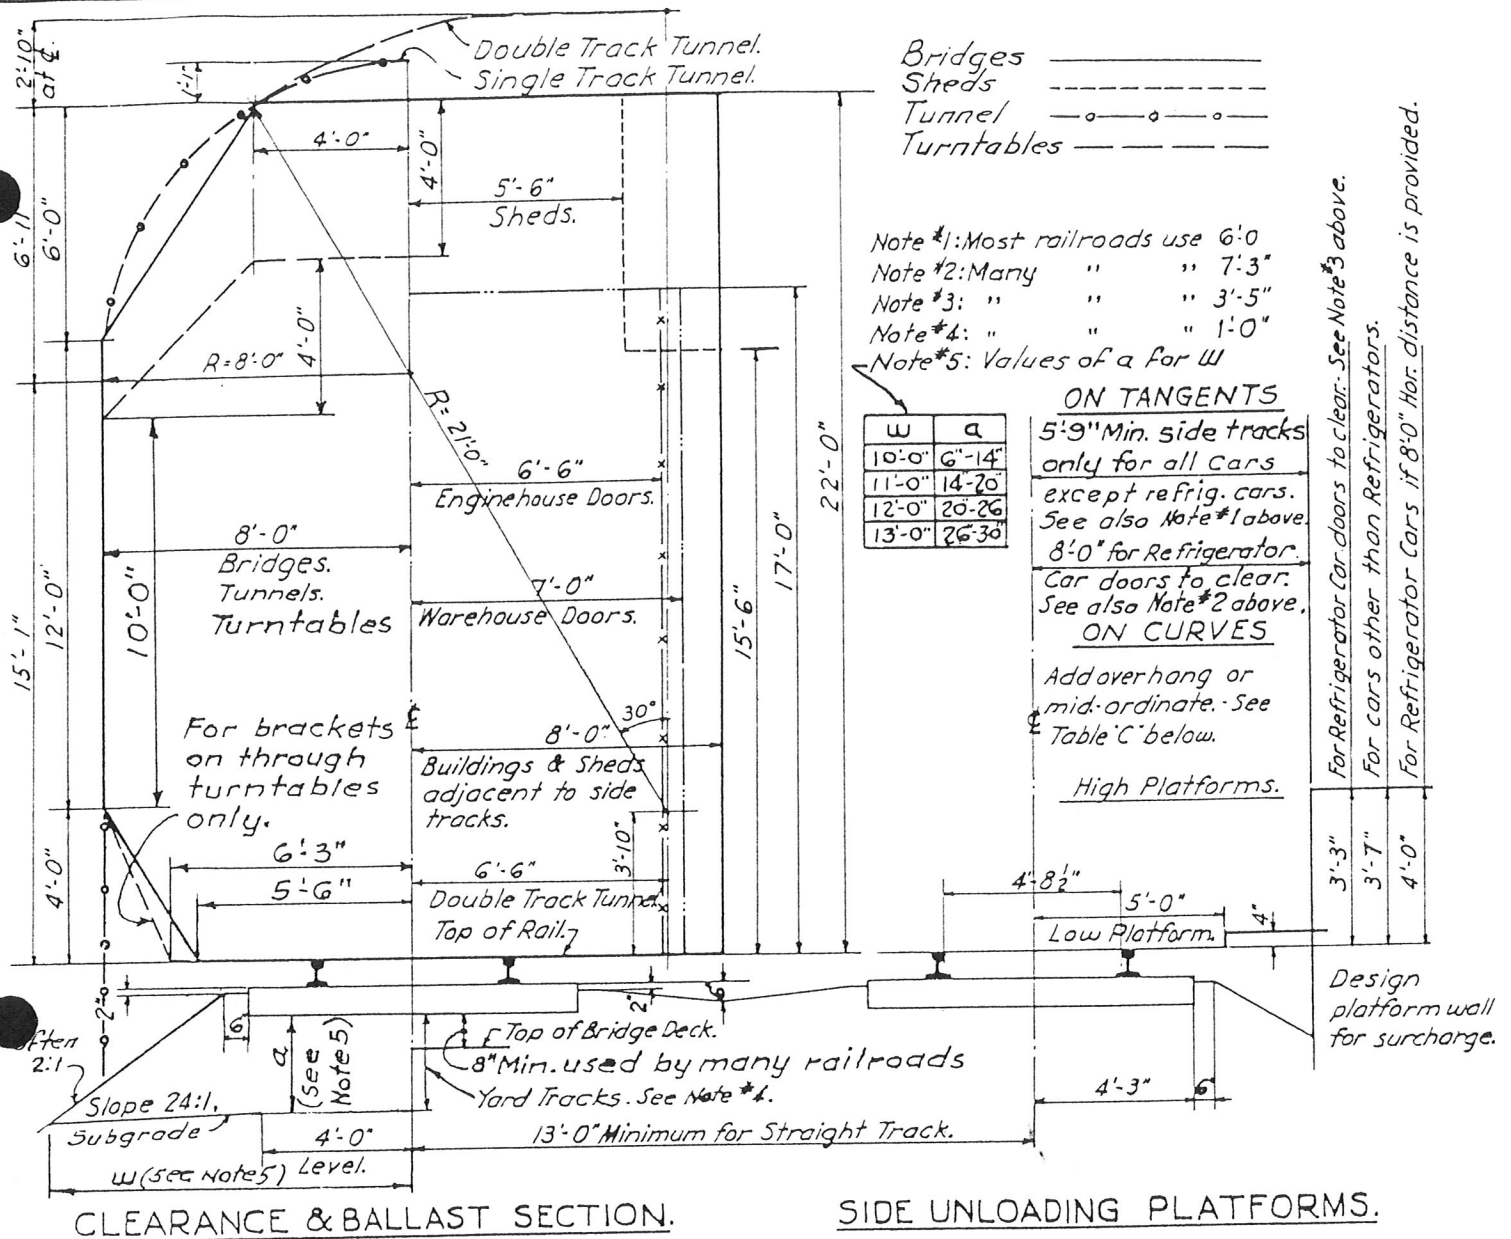 2'-10"
at ℄.
1'-1"
Double Track Tunnel.
Single Track Tunnel.
4'-0"
4'-0"
5'-6"
Sheds.
6'-11
6'-0"
R=8'-0"
4'-0"
R=21'-0"
6'-6"
Enginehouse Doors.
8'-0"
Bridges.
Tunnels.
Turntables
7'-0"
Warehouse Doors.
15'-1"
12'-0"
10'-0"
22'-0"
17'-0"
15'-6"
For brackets
on through
turntables
only.
℄
30°
8'-0"
Buildings & Sheds
adjacent to side
tracks.
3'-10"
4'-0"
6'-3"
5'-6"
6'-6"
Double Track Tunnel
Top of Rail.
2"
6"
2"
6"
often
2:1
a
(See
Note 5)
Top of Bridge Deck.
8" Min. used by many railroads
Yard Tracks. See Note #4.
Slope 24:1.
Subgrade
4'-0"
Level.
13'-0" Minimum for Straight Track.
W (See Note 5)
CLEARANCE & BALLAST SECTION.
Bridges
Sheds
Tunnel
Turntables
Note #1: Most railroads use 6'-0
Note #2: Many " " 7'-3"
Note #3: " " " 3'-5"
Note #4: " " " 1'-0"
Note #5: Values of a for W
W a
10'-0" 6"-14"
11'-0" 14"-20"
12'-0" 20-26
13'-0" 26-30"
ON TANGENTS
5'-9" Min. side tracks
only for all Cars
except refrig. cars.
See also Note #1 above.
8'-0" for Refrigerator
Car doors to clear.
See also Note #2 above.
ON CURVES
Add overhang or
mid-ordinate. - See
Table "C" below.
℄
High Platforms.
For Refrigerator Car doors to clear. - See Note #3 above.
For cars other than Refrigerators.
For Refrigerator Cars if 8'-0" Hor. distance is provided.
3'-3"
3'-7"
4'-0"
4'-8½"
5'-0"
Low Platform.
4"
Design
platform wall
for surcharge.
4'-3"
6"
SIDE UNLOADING PLATFORMS.